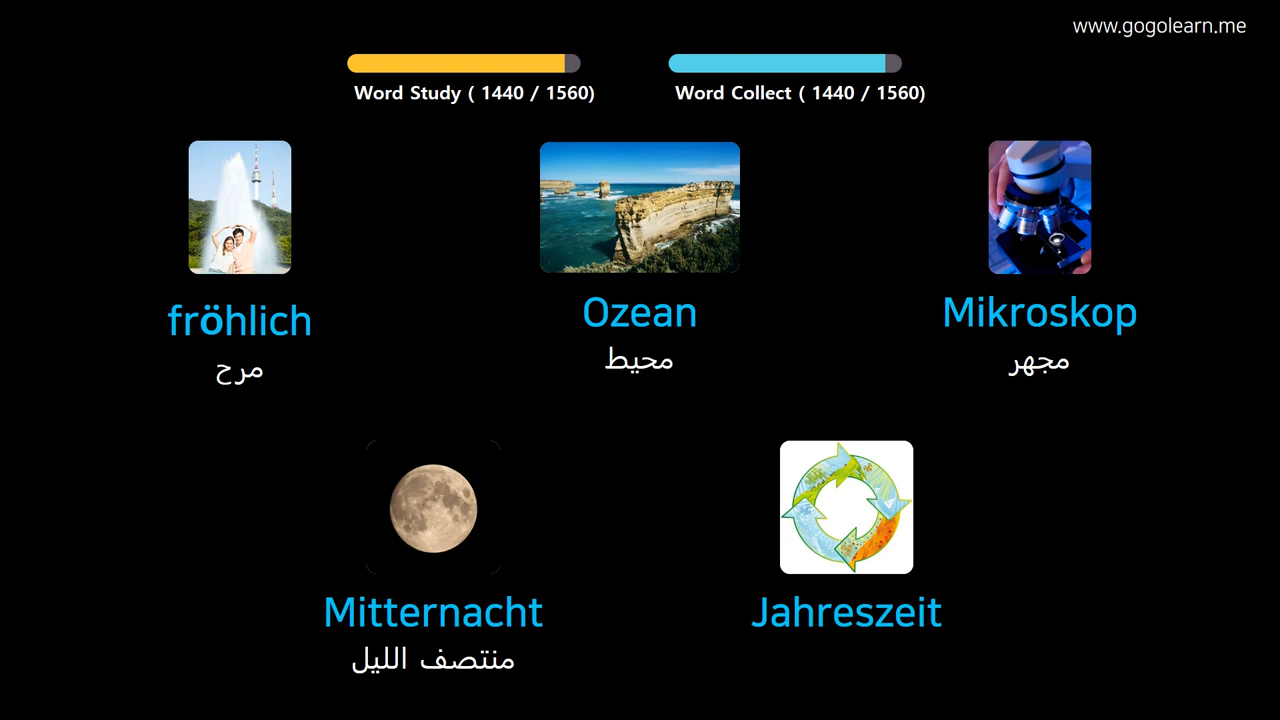 www.gogolearn.me
Word Study ( 1440 / 1560)
Word Collect ( 1440 / 1560)
fröhlich
مرح
Ozean
محيط
Mikroskop
مجهر
Mitternacht
منتصف الليل
Jahreszeit